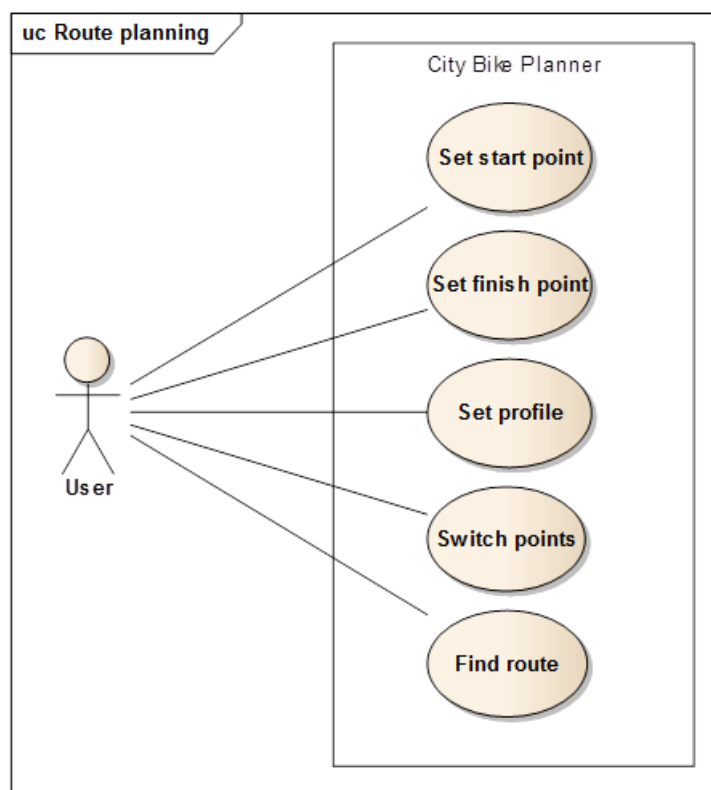 uc Route planning
City Bike Planner
Set start point
Set finish point
Set profile
User
Switch points
Find route